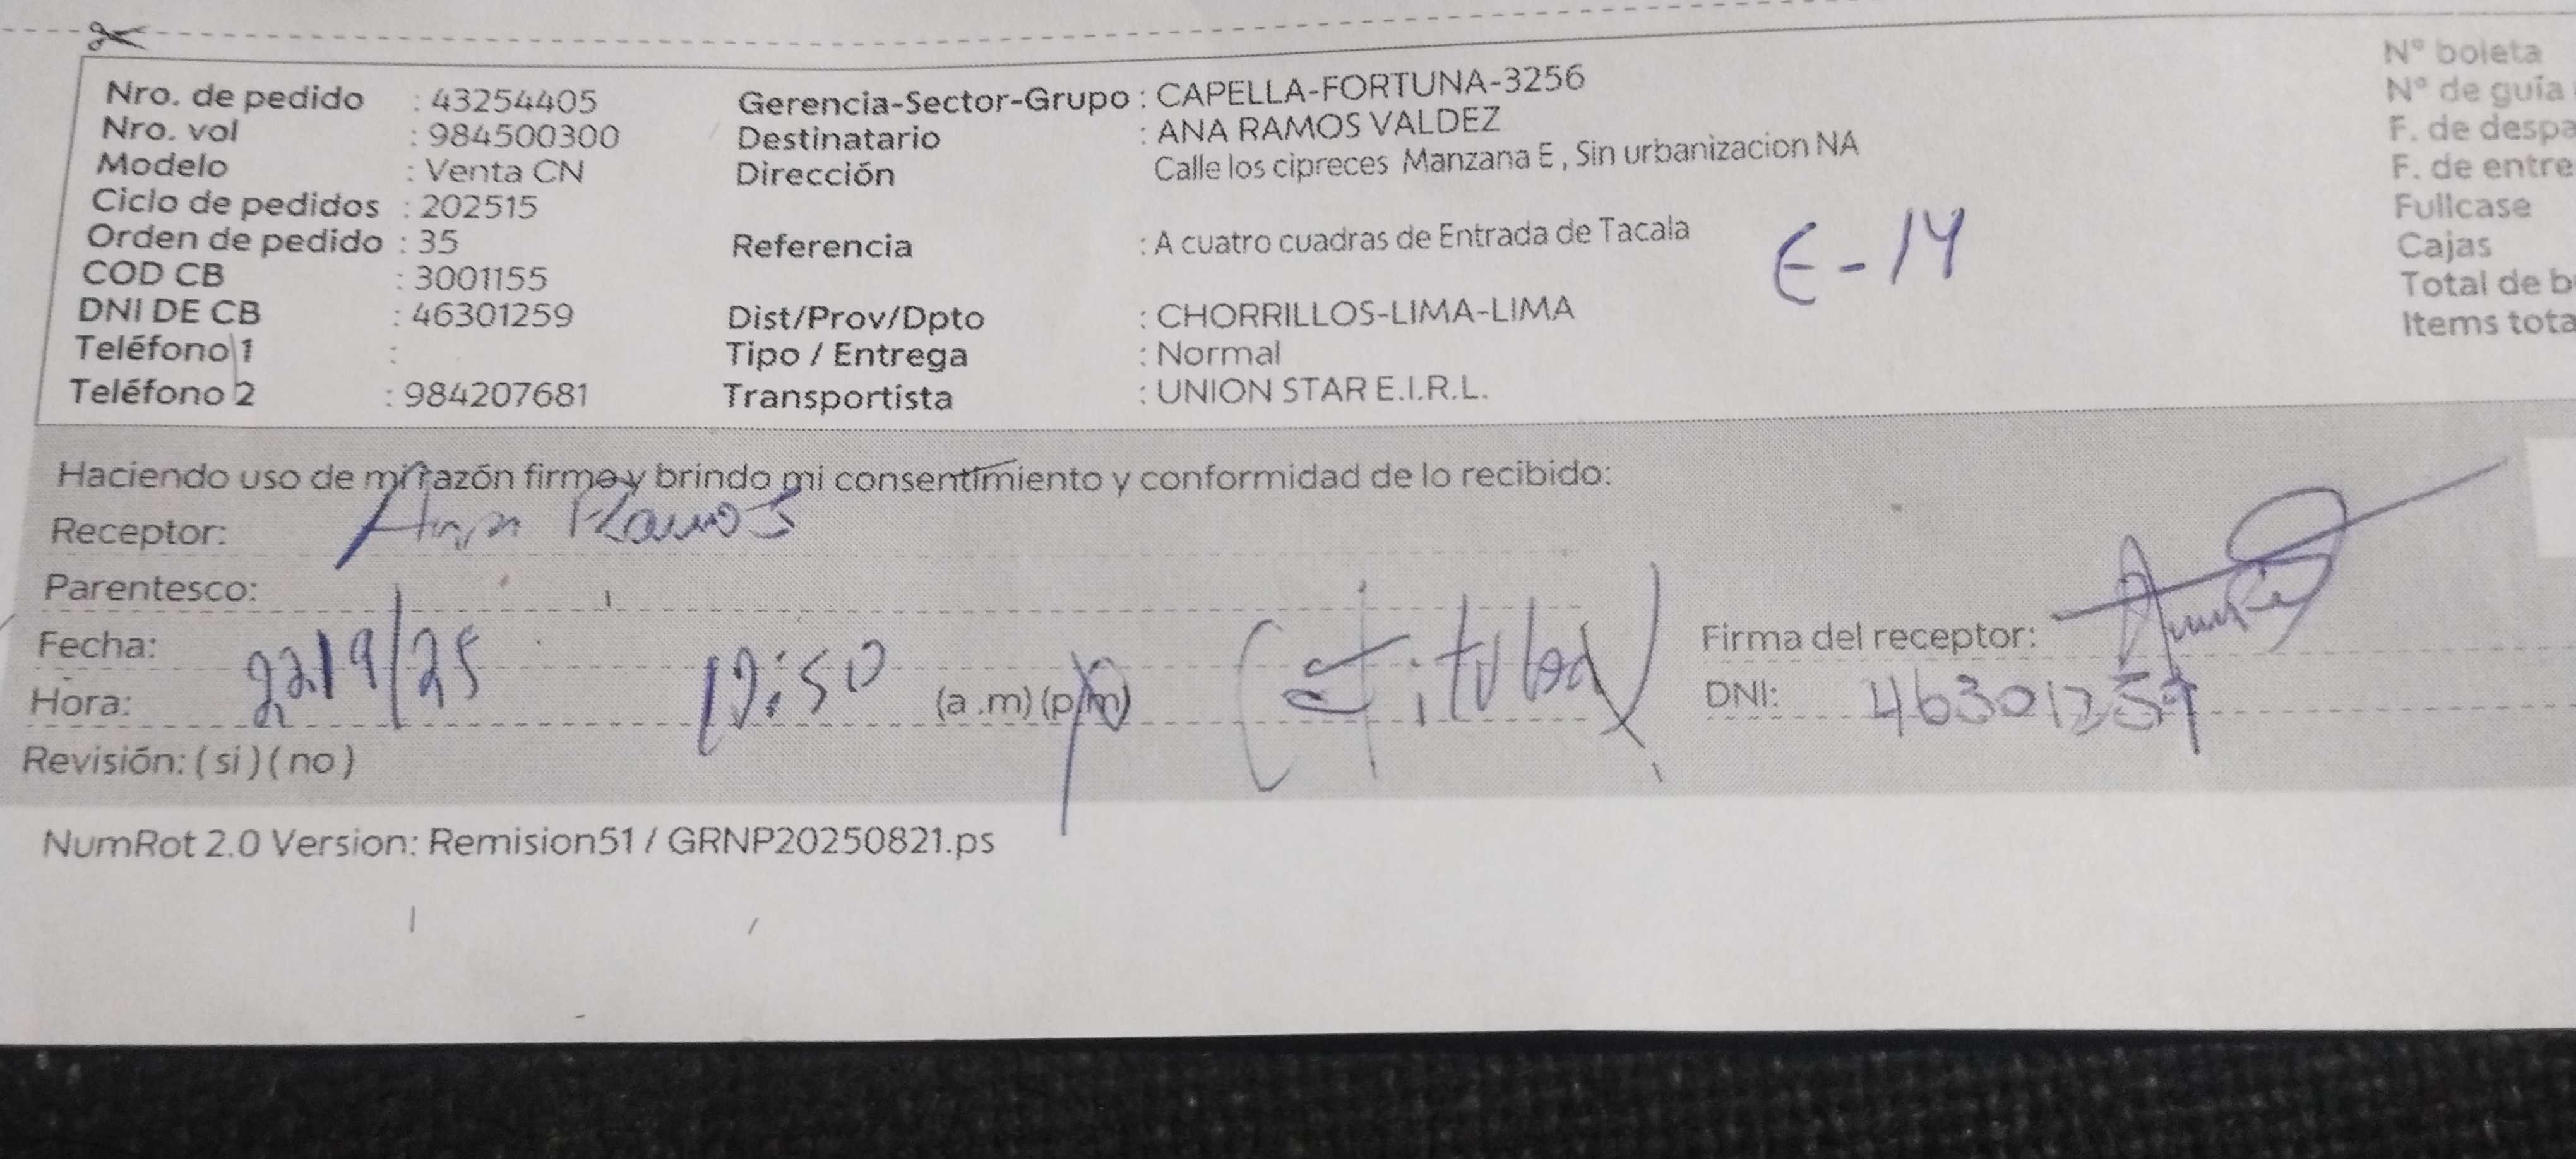 Nro. de pedido : 43254405 Gerencia-Sector-Grupo : CAPELLA-FORTUNA-3256 N° boleta
Nro. vol : 984500300 Destinatario : ANA RAMOS VALDEZ N° de guía
Modelo : Venta CN Dirección Calle los cipreces Manzana E , Sin urbanizacion NA F. de despa
Ciclo de pedidos : 202515 F. de entre
Orden de pedido : 35 Referencia : A cuatro cuadras de Entrada de Tacala E-14 Fullcase
COD CB : 3001155 Cajas
DNI DE CB : 46301259 Dist/Prov/Dpto : CHORRILLOS-LIMA-LIMA Total de b
Teléfono 1 : Tipo / Entrega : Normal Items tota
Teléfono 2 : 984207681 Transportista : UNION STAR E.I.R.L.
Haciendo uso de mi razón firmo y brindo mi consentimiento y conformidad de lo recibido:
Receptor: Ana Ramos
Parentesco:
Fecha: 22/9/25 Firma del receptor:
Hora: 12:50 (a .m) (p.m) (titular) DNI: 46301259
Revisión: ( si ) ( no )
NumRot 2.0 Version: Remision51 / GRNP20250821.ps